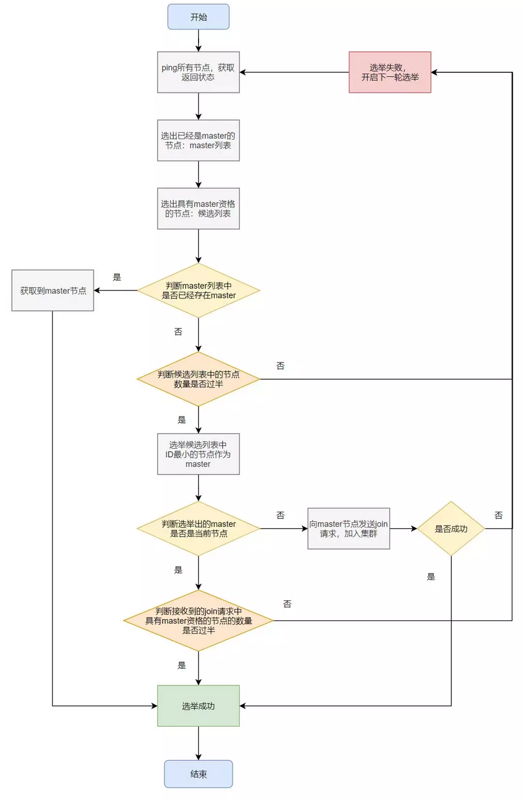 开始
ping所有节点，获取
返回状态
选举失败，
开启下一轮选举
选出已经是master的
节点：master列表
选出具有master资格
的节点：候选列表
是
获取到master节点
判断master列表中
是否已经存在master
否
判断候选列表中的节点
数量是否过半
否
是
选举候选列表中
ID最小的节点作为
master
判断选举出的master
是否是当前节点
否
向master节点发送join
请求，加入集群
是否成功
否
是
是
判断接收到的join请求中
具有master资格的节点的数量
是否过半
否
是
选举成功
结束